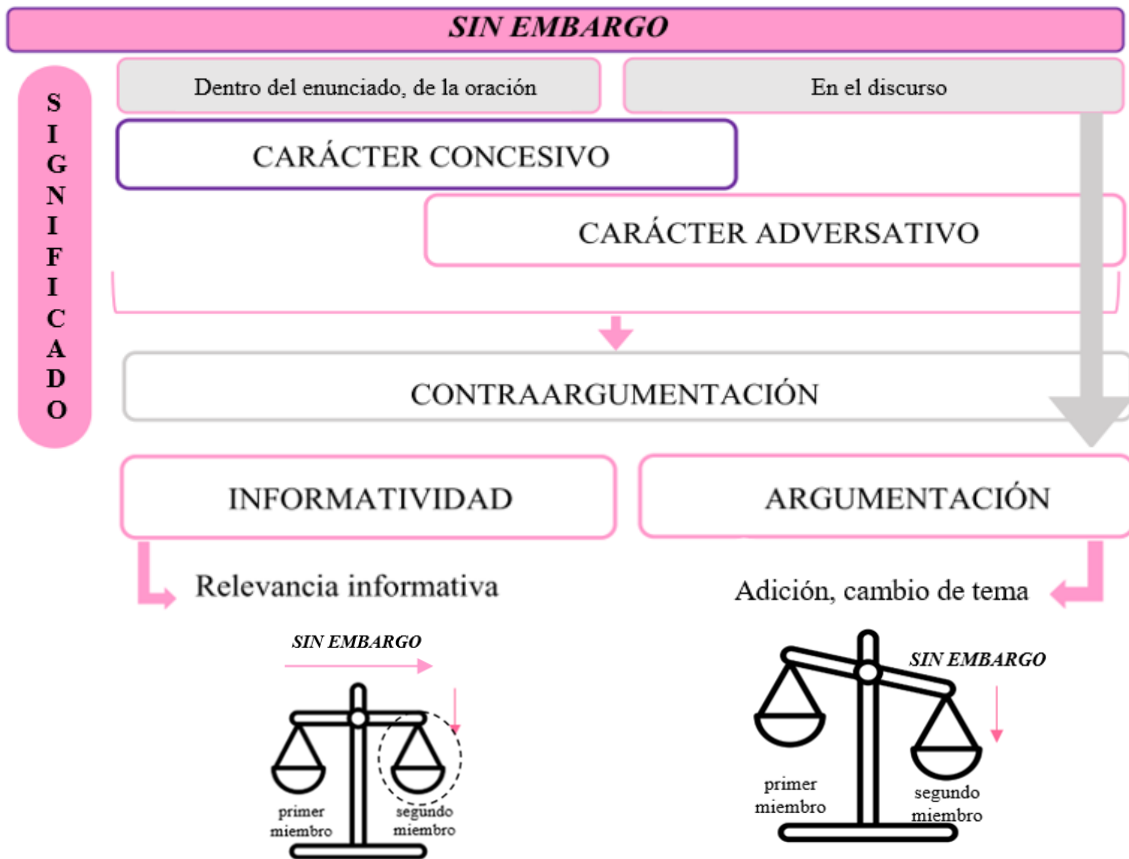 SIN EMBARGO
SIGNIFICADO
Dentro del enunciado, de la oración
En el discurso
CARÁCTER CONCESIVO
CARÁCTER ADVERSATIVO
CONTRAARGUMENTACIÓN
INFORMATIVIDAD
ARGUMENTACIÓN
Relevancia informativa
Adición, cambio de tema
SIN EMBARGO
primer
miembro
segundo
miembro
SIN EMBARGO
primer
miembro
segundo
miembro